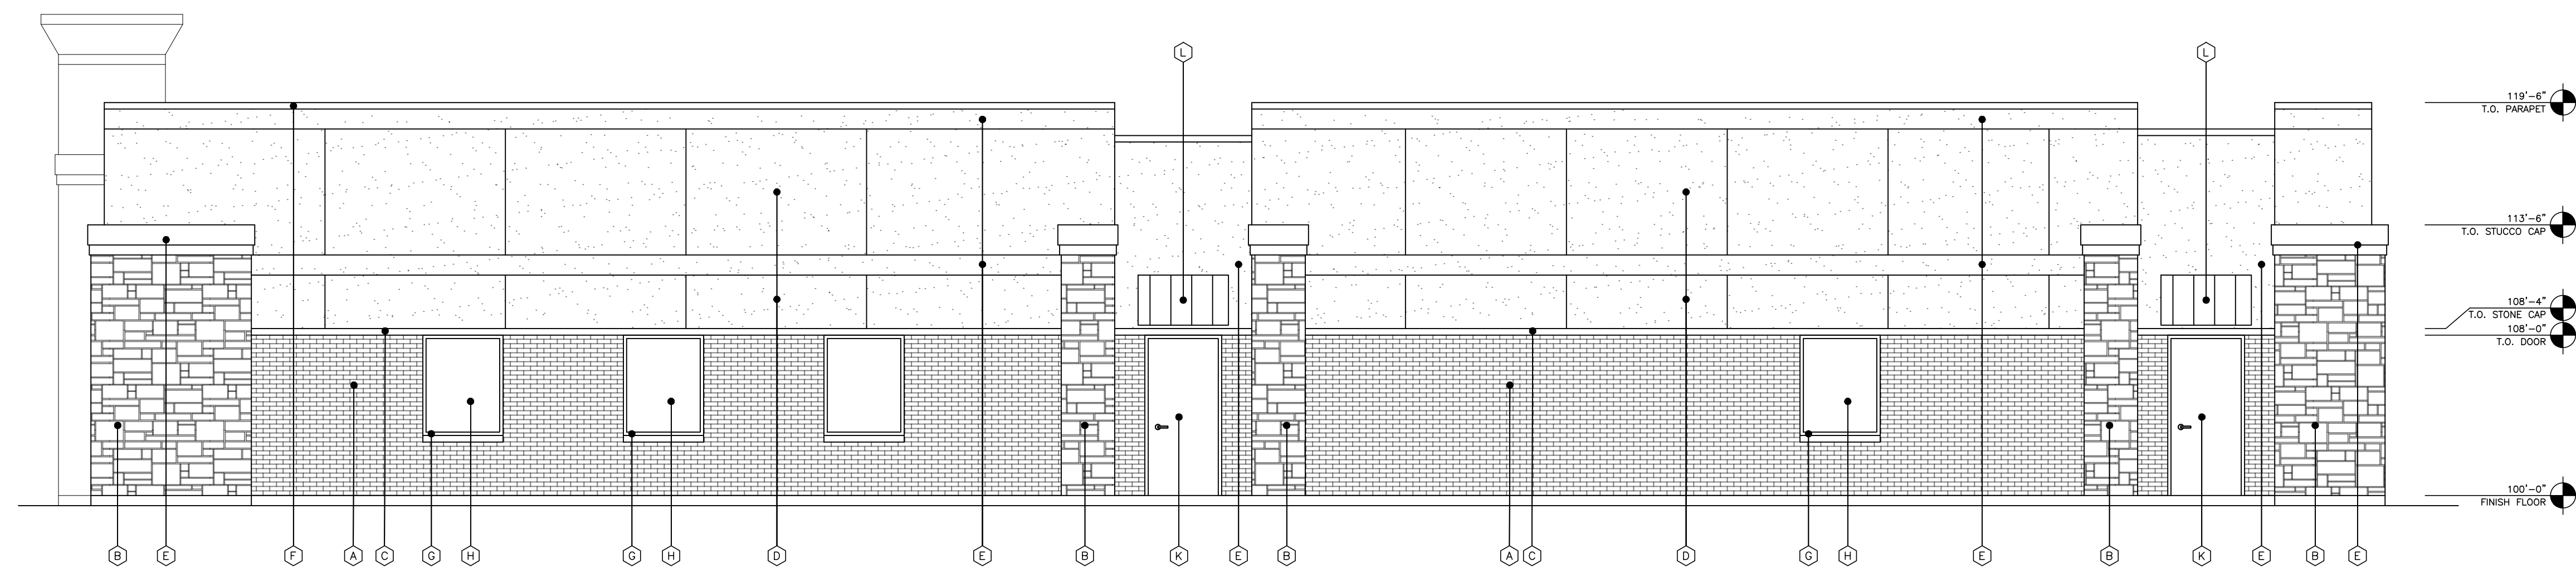 L
L
119'-6"
T.O. PARAPET
113'-6"
T.O. STUCCO CAP
108'-4"
T.O. STONE CAP
108'-0"
T.O. DOOR
100'-0"
FINISH FLOOR
B E F A C G H G H D E B K E B A C D G H E B K E B E